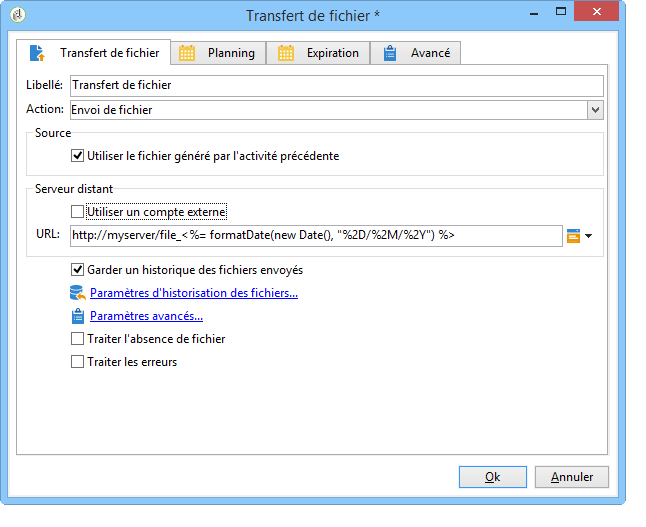 Transfert de fichier *
Transfert de fichier Planning Expiration Avancé
Libellé: Transfert de fichier
Action: Envoi de fichier
Source
Utiliser le fichier généré par l'activité précédente
Serveur distant
Utiliser un compte externe
URL: http://myserver/file_<%= formatDate(new Date(), "%2D/%2M/%2Y") %>
Garder un historique des fichiers envoyés
Paramètres d'historisation des fichiers...
Paramètres avancés...
Traiter l'absence de fichier
Traiter les erreurs
Ok Annuler